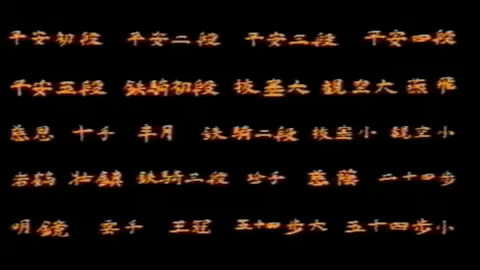 平安初段 平安二段 平安三段 平安四段
平安五段 鉄騎初段 抜塞大 観空大 燕飛
慈恩 十手 半月 鉄騎二段 抜塞小 観空小
岩鶴 壮鎮 鉄騎三段 珍手 慈陰 二十四步
明鏡 雲手 王冠 五十四步大 五十四步小